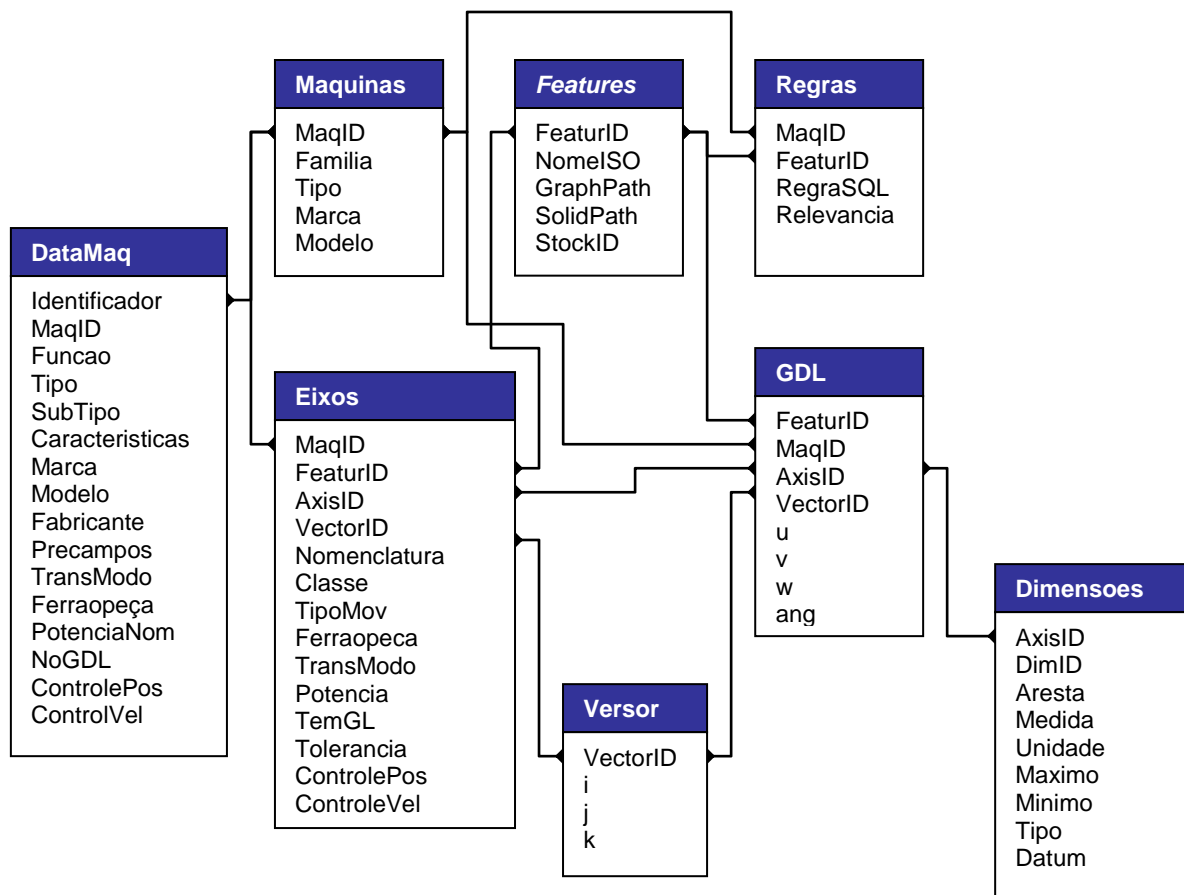 Maquinas
MaqID
Familia
Tipo
Marca
Modelo
Features
FeaturID
NomeISO
GraphPath
SolidPath
StockID
Regras
MaqID
FeaturID
RegraSQL
Relevancia
DataMaq
Identificador
MaqID
Funcao
Tipo
SubTipo
Caracteristicas
Marca
Modelo
Fabricante
Precampos
TransModo
Ferraopeça
PotenciaNom
NoGDL
ControlePos
ControlVel
Eixos
MaqID
FeaturID
AxisID
VectorID
Nomenclatura
Classe
TipoMov
Ferraopeca
TransModo
Potencia
TemGL
Tolerancia
ControlePos
ControleVel
GDL
FeaturID
MaqID
AxisID
VectorID
u
v
w
ang
Versor
VectorID
i
j
k
Dimensoes
AxisID
DimID
Aresta
Medida
Unidade
Maximo
Minimo
Tipo
Datum